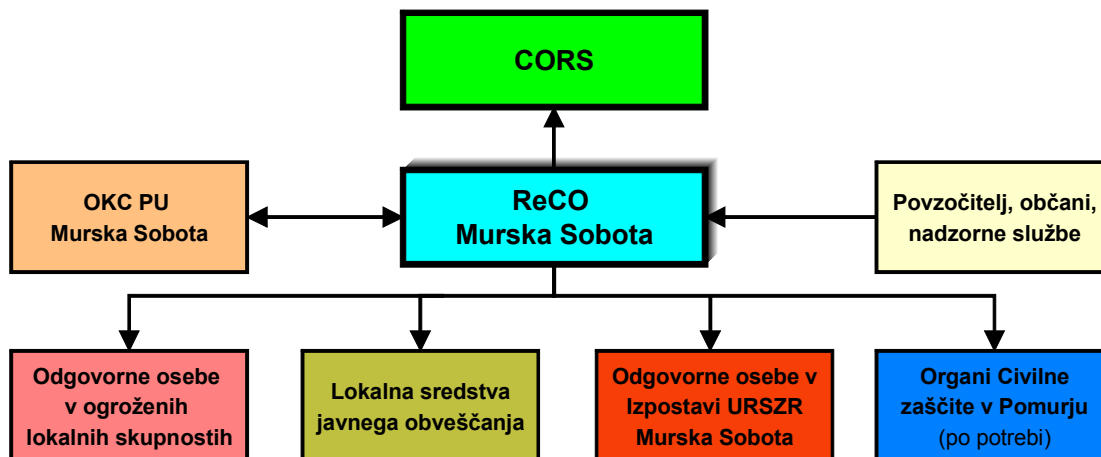 CORS
OKC PU
Murska Sobota
ReCO
Murska Sobota
Povzočitelj, občani,
nadzorne službe
Odgovorne osebe
v ogroženih
lokalnih skupnostih
Lokalna sredstva
javnega obveščanja
Odgovorne osebe v
Izpostavi URSZR
Murska Sobota
Organi Civilne
zaščite v Pomurju
(po potrebi)